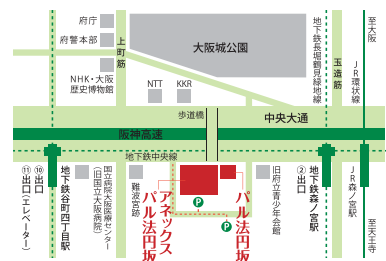 府庁
府警本部
上町筋
大阪城公園
地下鉄長堀鶴見緑地線
玉造筋
JR環状線
至大阪
NHK・大阪
歴史博物館
NTT
KKR
歩道橋
中央大通
阪神高速
地下鉄中央線
⑪出口(エレベーター)
⑩出口
地下鉄谷町四丁目駅
国立病院大阪医療センター
(旧国立大阪病院)
難波宮跡
アネックス
パル法円坂
P
パル法円坂
P
旧府立青少年会館
②出口
地下鉄森ノ宮駅
JR森ノ宮駅
至天王寺